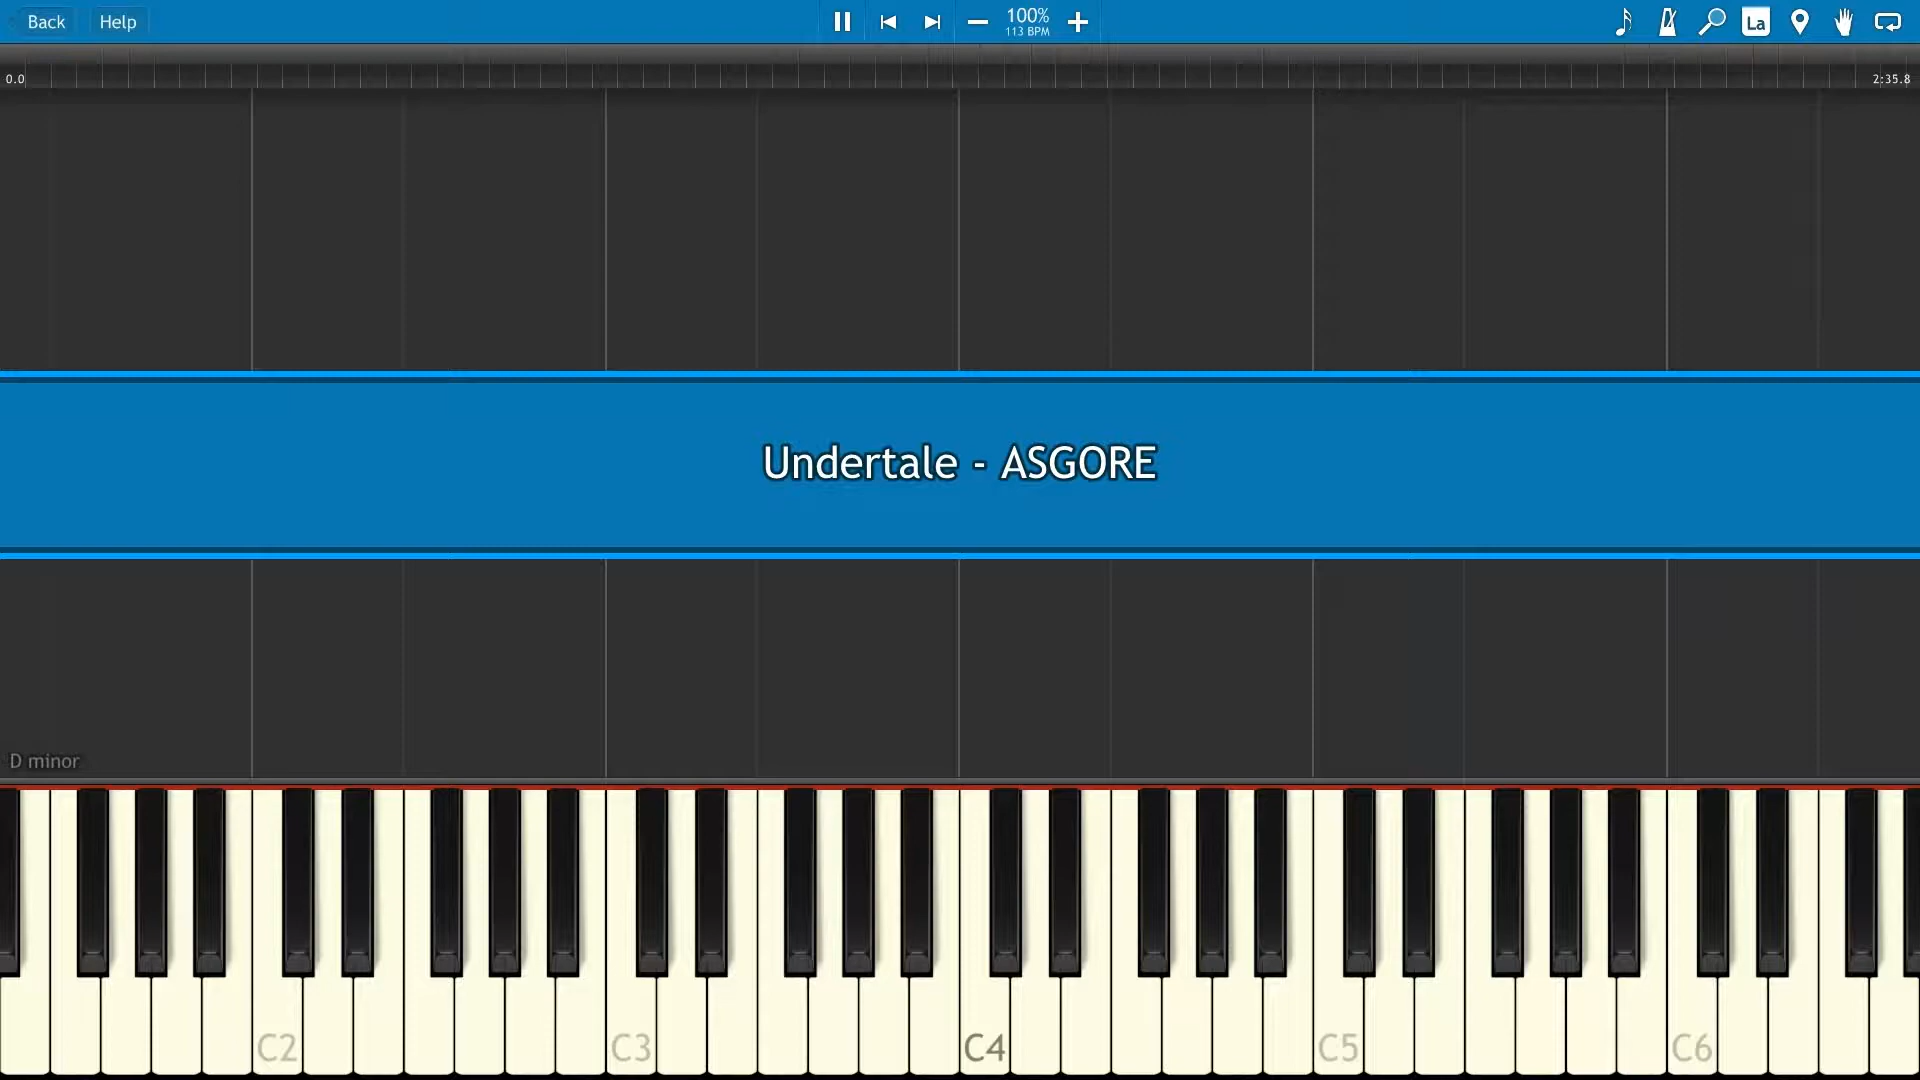 Back Help
100%
113 BPM
La
0.0
2:35.8
Undertale - ASGORE
D minor
C2 C3 C4 C5 C6